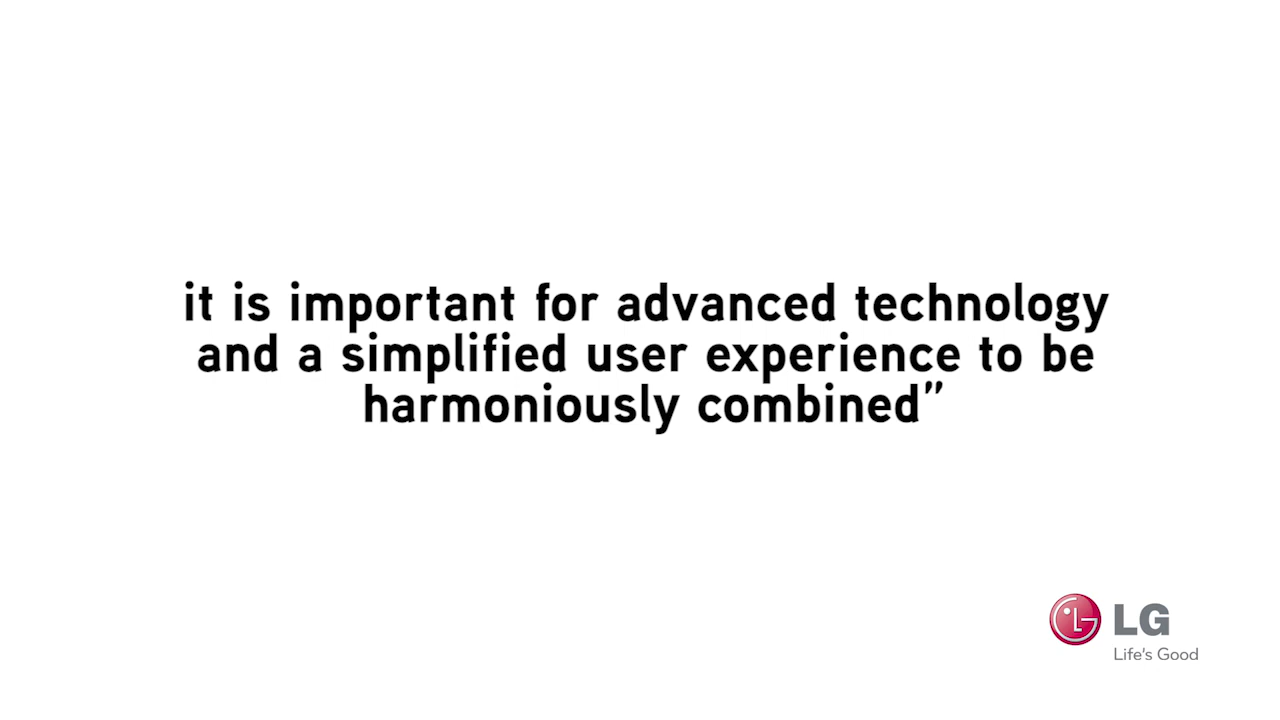 it is important for advanced technology
and a simplified user experience to be
harmoniously combined”
LG
Life's Good